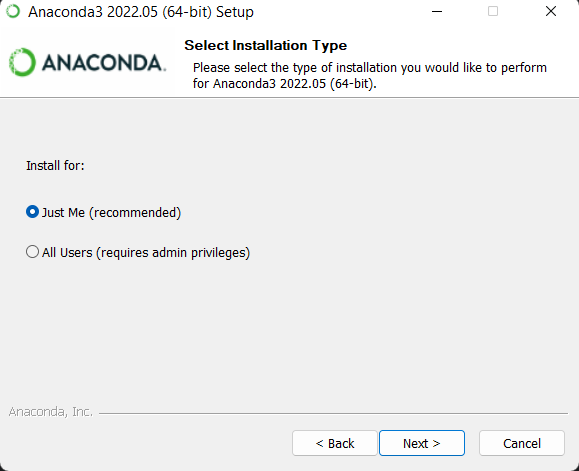 Anaconda3 2022.05 (64-bit) Setup
ANACONDA.
Select Installation Type
Please select the type of installation you would like to perform
for Anaconda3 2022.05 (64-bit).
Install for:
Just Me (recommended)
All Users (requires admin privileges)
Anaconda, Inc.
< Back
Next >
Cancel